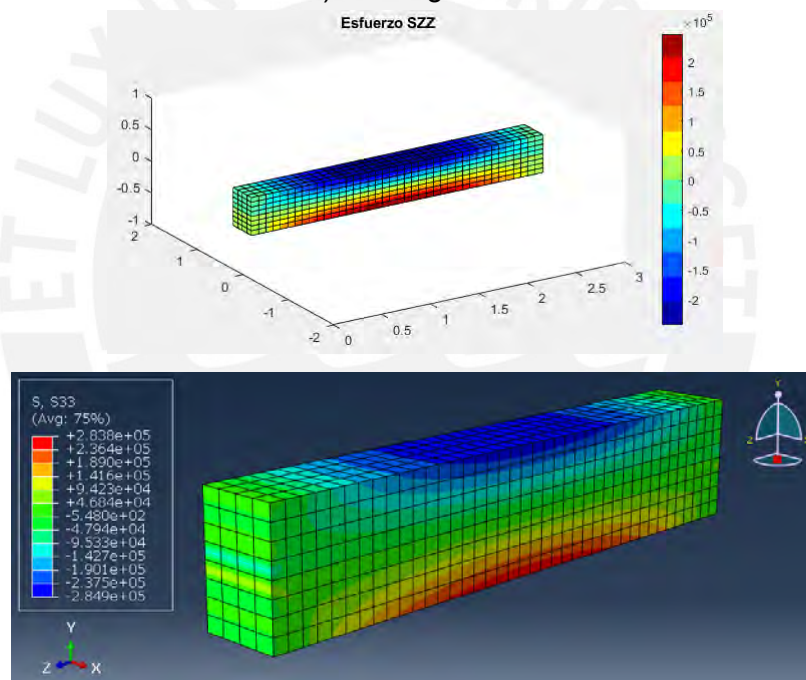 Esfuerzo SZZ
×10⁵
2
1.5
1
0.5
0
-0.5
-1
-1.5
-2
1
0.5
0
-0.5
-1
2
1
0
-1
-2
0
0.5
1
1.5
2
2.5
3
ET LUX IN
S, S33
(Avg: 75%)
+2.838e+05
+2.364e+05
+1.890e+05
+1.416e+05
+9.423e+04
+4.684e+04
-5.480e+02
-4.794e+04
-9.533e+04
-1.427e+05
-1.901e+05
-2.375e+05
-2.849e+05
Y
Z
X
Y
Z